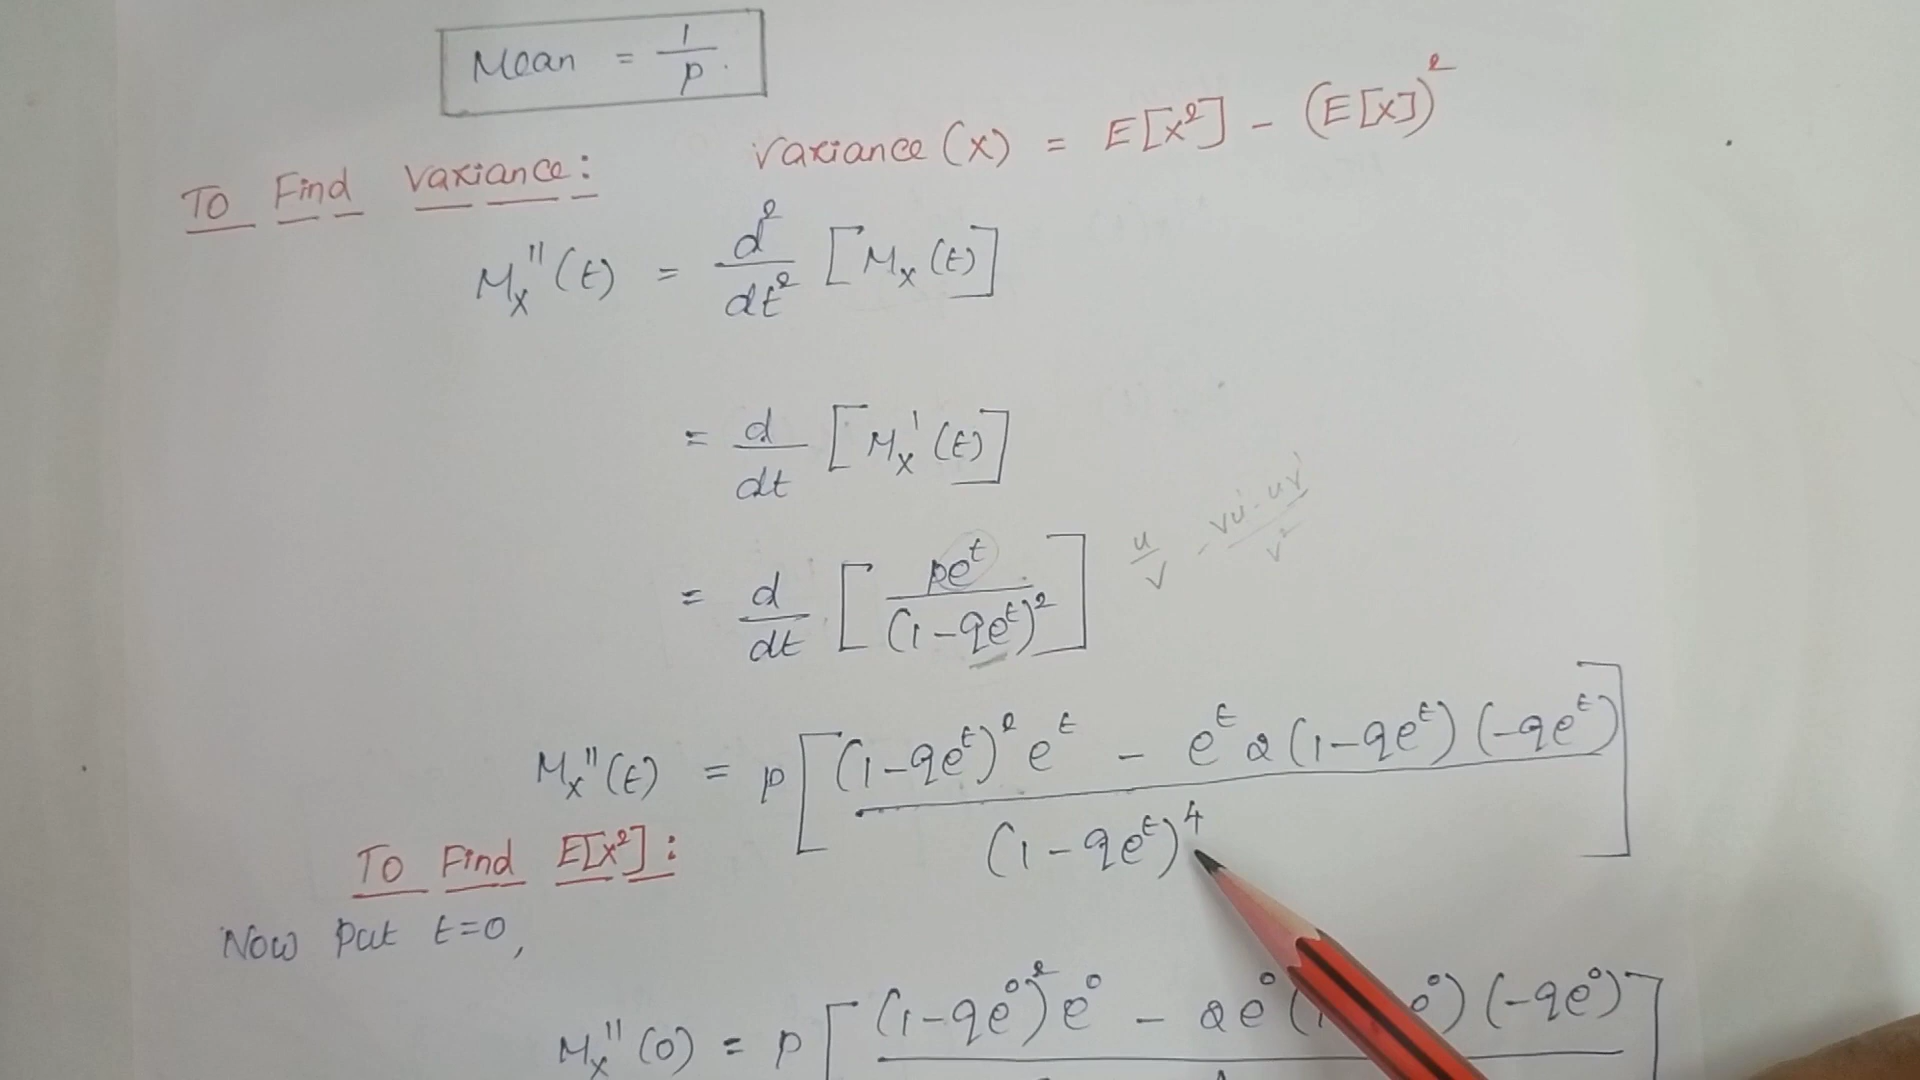 Mean = 1/p.
To Find Variance: Variance (x) = E[x²] - (E[x])²
Mₓ''(t) = d²/dt² [Mₓ(t)]
= d/dt [Mₓ'(t)]
= d/dt [pe^t/(1-qe^t)²] u/v - (vu'-uv')/v²
Mₓ''(t) = p[((1-qe^t)² e^t - e^t 2(1-qe^t)(-qe^t))/(1-qe^t)⁴]
To Find E[x²]:
Now Put t=0,
Mₓ''(0) = p[(1-qe⁰)² e⁰ - 2e⁰( e⁰)(-qe⁰)]